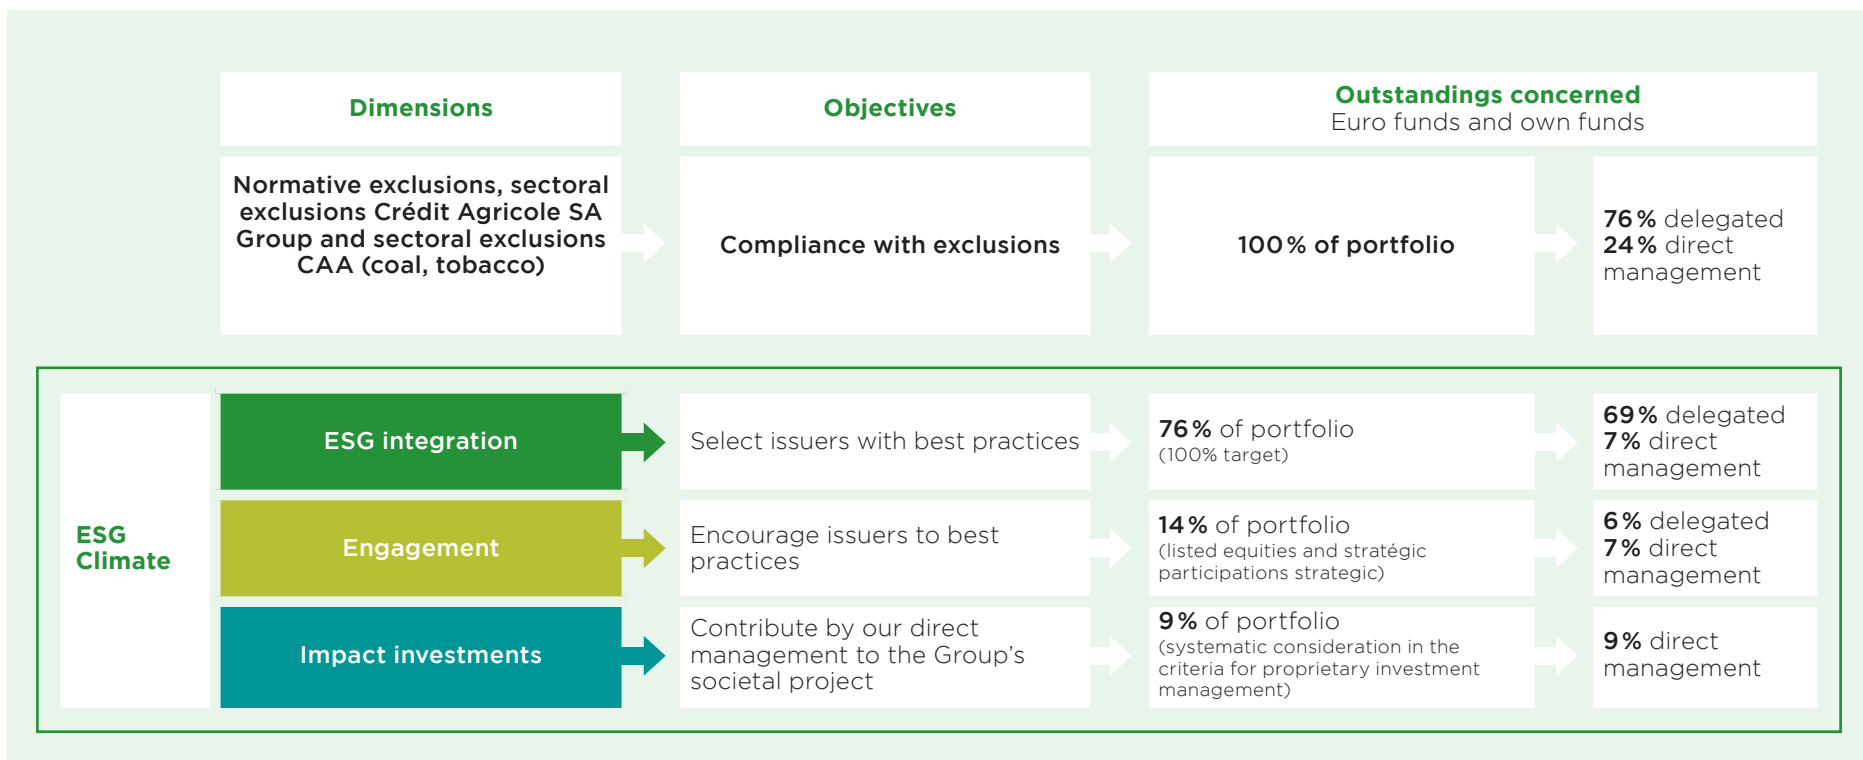 Dimensions
Objectives
Outstandings concerned
Euro funds and own funds
Normative exclusions, sectoral
exclusions Crédit Agricole SA
Group and sectoral exclusions
CAA (coal, tobacco)
Compliance with exclusions
100% of portfolio
76% delegated
24% direct
management
ESG
Climate
ESG integration
Select issuers with best practices
76% of portfolio
(100% target)
69% delegated
7% direct
management
Engagement
Encourage issuers to best
practices
14% of portfolio
(listed equities and stratégic
participations strategic)
6% delegated
7% direct
management
Impact investments
Contribute by our direct
management to the Group's
societal project
9% of portfolio
(systematic consideration in the
criteria for proprietary investment
management)
9% direct
management